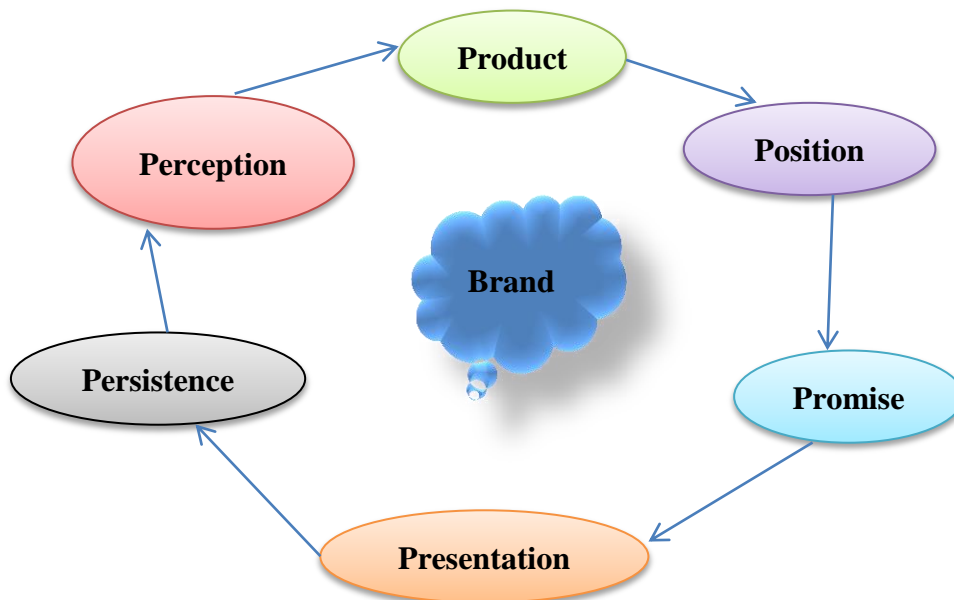 Product
Position
Perception
Brand
Persistence
Promise
Presentation